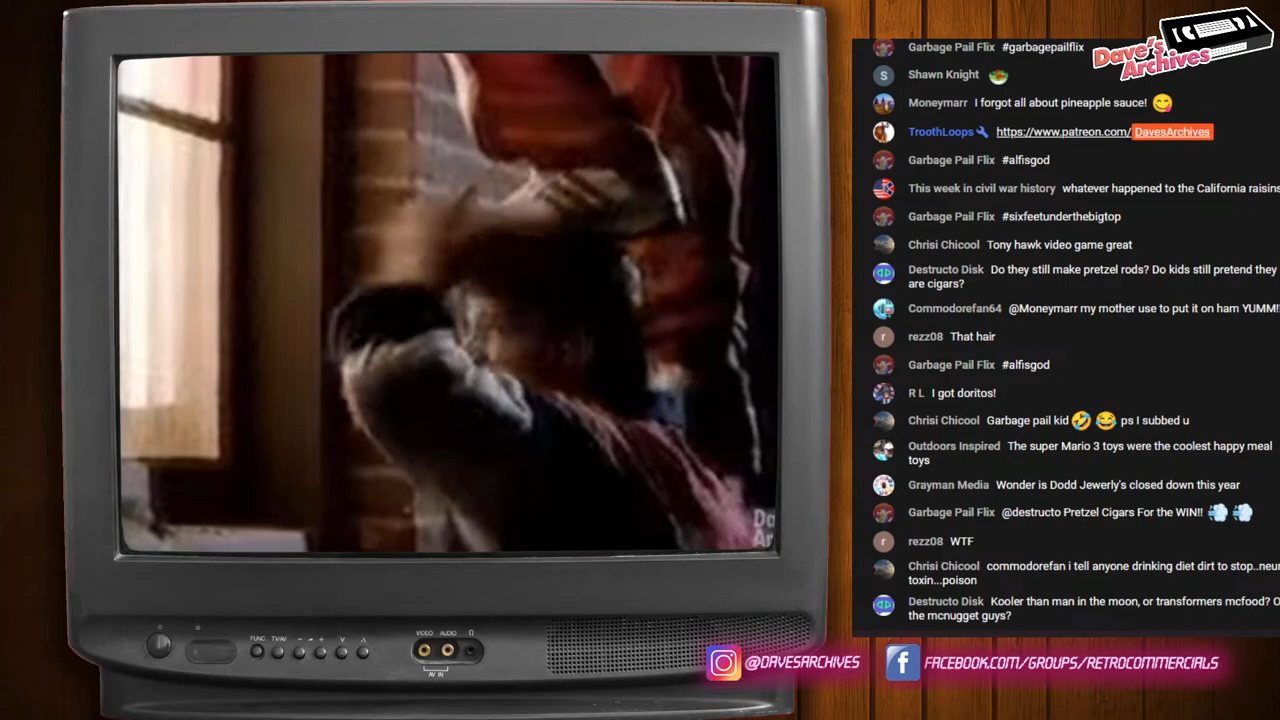 Garbage Pail Flix #garbagepailflix
Dave's
Archives
S Shawn Knight
Moneymarr I forgot all about pineapple sauce!
TroothLoops https://www.patreon.com/DavesArchives
Garbage Pail Flix #alfisgod
This week in civil war history whatever happened to the California raisins
Garbage Pail Flix #sixfeetunderthebigtop
Chrisi Chicool Tony hawk video game great
Destructo Disk Do they still make pretzel rods? Do kids still pretend they
are cigars?
Commodorefan64 @Moneymarr my mother use to put it on ham YUMM!!
r rezz08 That hair
Garbage Pail Flix #alfisgod
R L I got doritos!
Chrisi Chicool Garbage pail kid ps I subbed u
Outdoors Inspired The super Mario 3 toys were the coolest happy meal
toys
Grayman Media Wonder is Dodd Jewerly's closed down this year
Garbage Pail Flix @destructo Pretzel Cigars For the WIN!!
r rezz08 WTF
Chrisi Chicool commodorefan i tell anyone drinking diet dirt to stop..neur
toxin...poison
Destructo Disk Kooler than man in the moon, or transformers mcfood? O
the mcnugget guys?
Da
Ar
FUNC TV/AV
VIDEO AUDIO
AV IN
@DAVESARCHIVES
FACEBOOK.COM/GROUPS/RETROCOMMERCIALS